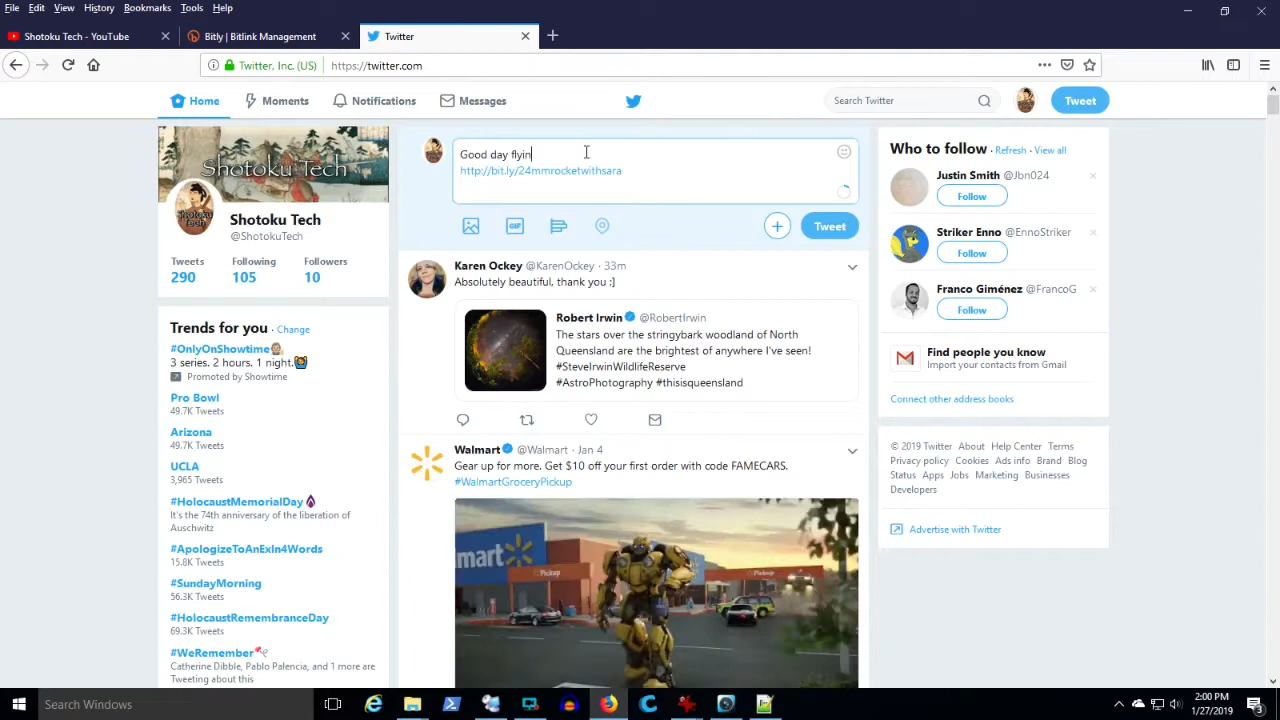 File Edit View History Bookmarks Tools Help
Shotoku Tech - YouTube
Bitly | Bitlink Management
Twitter
Twitter, Inc. (US) https://twitter.com
Home Moments Notifications Messages
Search Twitter
Tweet
Shotoku Tech
Shotoku Tech
Shotoku Tech
@ShotokuTech
Tweets Following Followers
290 105 10
Trends for you · Change
#OnlyOnShowtime
3 series. 2 hours. 1 night.
Promoted by Showtime
Pro Bowl
49.7K Tweets
Arizona
49.7K Tweets
UCLA
3,965 Tweets
#HolocaustMemorialDay
It's the 74th anniversary of the liberation of
Auschwitz
#ApologizeToAnExIn4Words
15.8K Tweets
#SundayMorning
56.3K Tweets
#HolocaustRemembranceDay
69.3K Tweets
#WeRemember
Catherine Dibble, Pablo Palencia, and 1 more are
Tweeting about this
Good day flyin
http://bit.ly/24mmrocketwithsara
GIF
Tweet
Karen Ockey @KarenOckey · 33m
Absolutely beautiful, thank you :]
Robert Irwin @RobertIrwin
The stars over the stringybark woodland of North
Queensland are the brightest of anywhere I've seen!
#SteveIrwinWildlifeReserve
#AstroPhotography #thisisqueensland
Walmart @Walmart · Jan 4
Gear up for more. Get $10 off your first order with code FAMECARS.
#WalmartGroceryPickup
mart
Pickup
Pickup
Who to follow · Refresh · View all
Justin Smith @Jbn024
Follow
Striker Enno @EnnoStriker
Follow
Franco Giménez @FrancoG
Follow
Find people you know
Import your contacts from Gmail
Connect other address books
© 2019 Twitter About Help Center Terms
Privacy policy Cookies Ads info Brand Blog
Status Apps Jobs Marketing Businesses
Developers
Advertise with Twitter
Search Windows
2:00 PM
1/27/2019
3